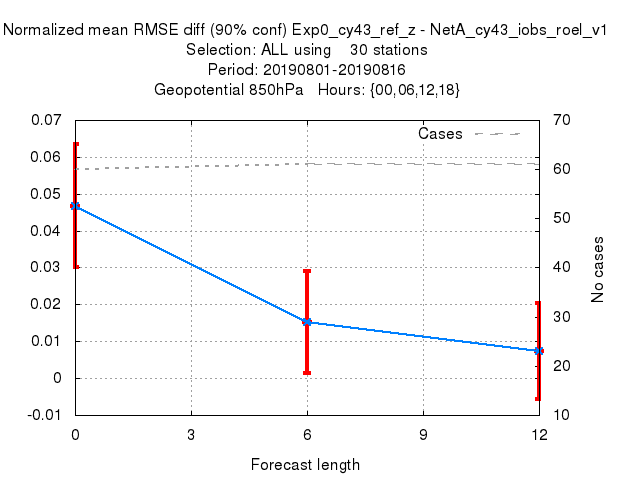 Normalized mean RMSE diff (90% conf) Exp0_cy43_ref_z - NetA_cy43_iobs_roel_v1
Selection: ALL using 30 stations
Period: 20190801-20190816
Geopotential 850hPa Hours: {00,06,12,18}
0.07
0.06
0.05
0.04
0.03
0.02
0.01
0
-0.01
Cases
70
60
50
40
30
20
10
No cases
0 3 6 9 12
Forecast length